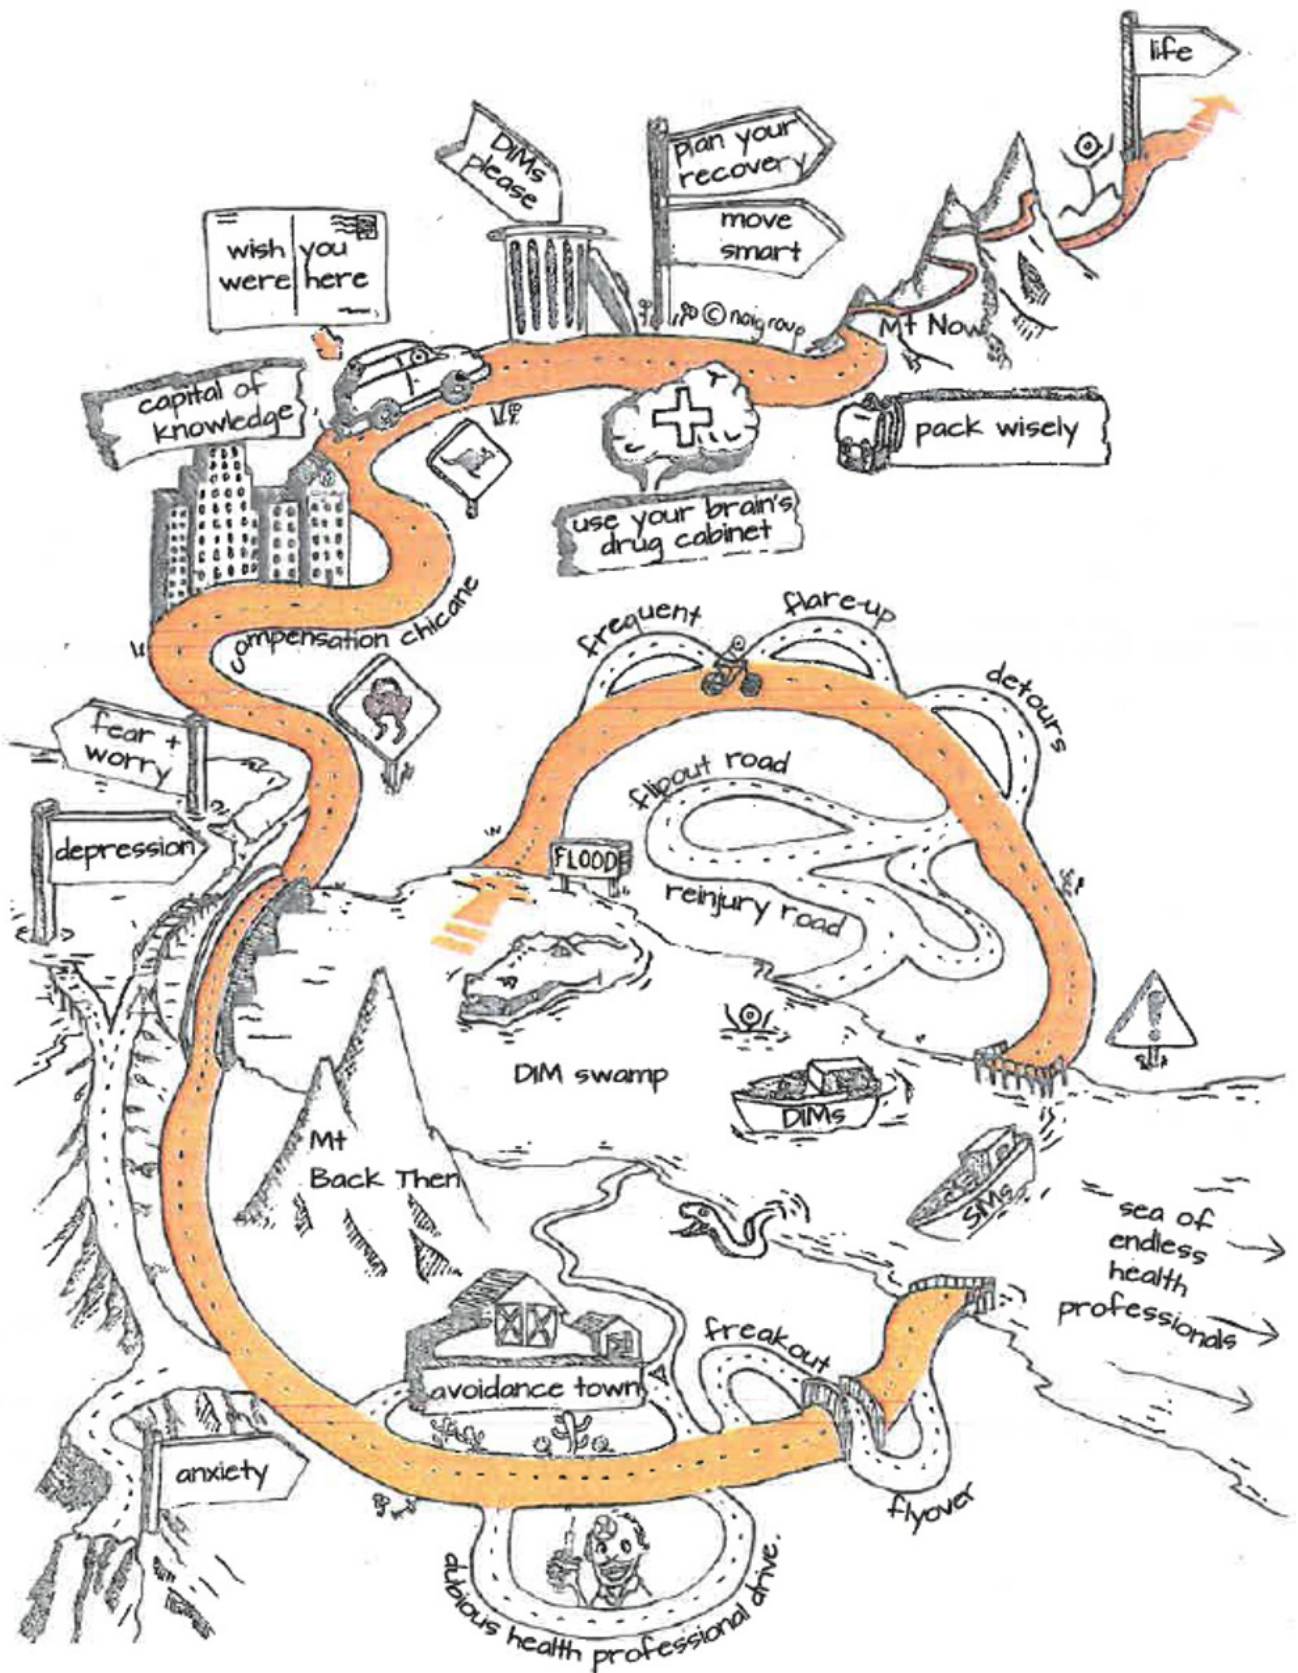 life
DIMs
please
plan your
recovery
move
smart
wish you
were here
© noigroup
Mt Now
capital of
knowledge
pack wisely
use your brain's
drug cabinet
compensation chicane
frequent
flare-up
detours
fear +
worry
flipout road
depression
FLOOD
reinjury road
DIM swamp
DIMs
Mt
Back Then
SIMs
sea of
endless
health
professionals
freakout
avoidance town
anxiety
flyover
dubious health professional drive.